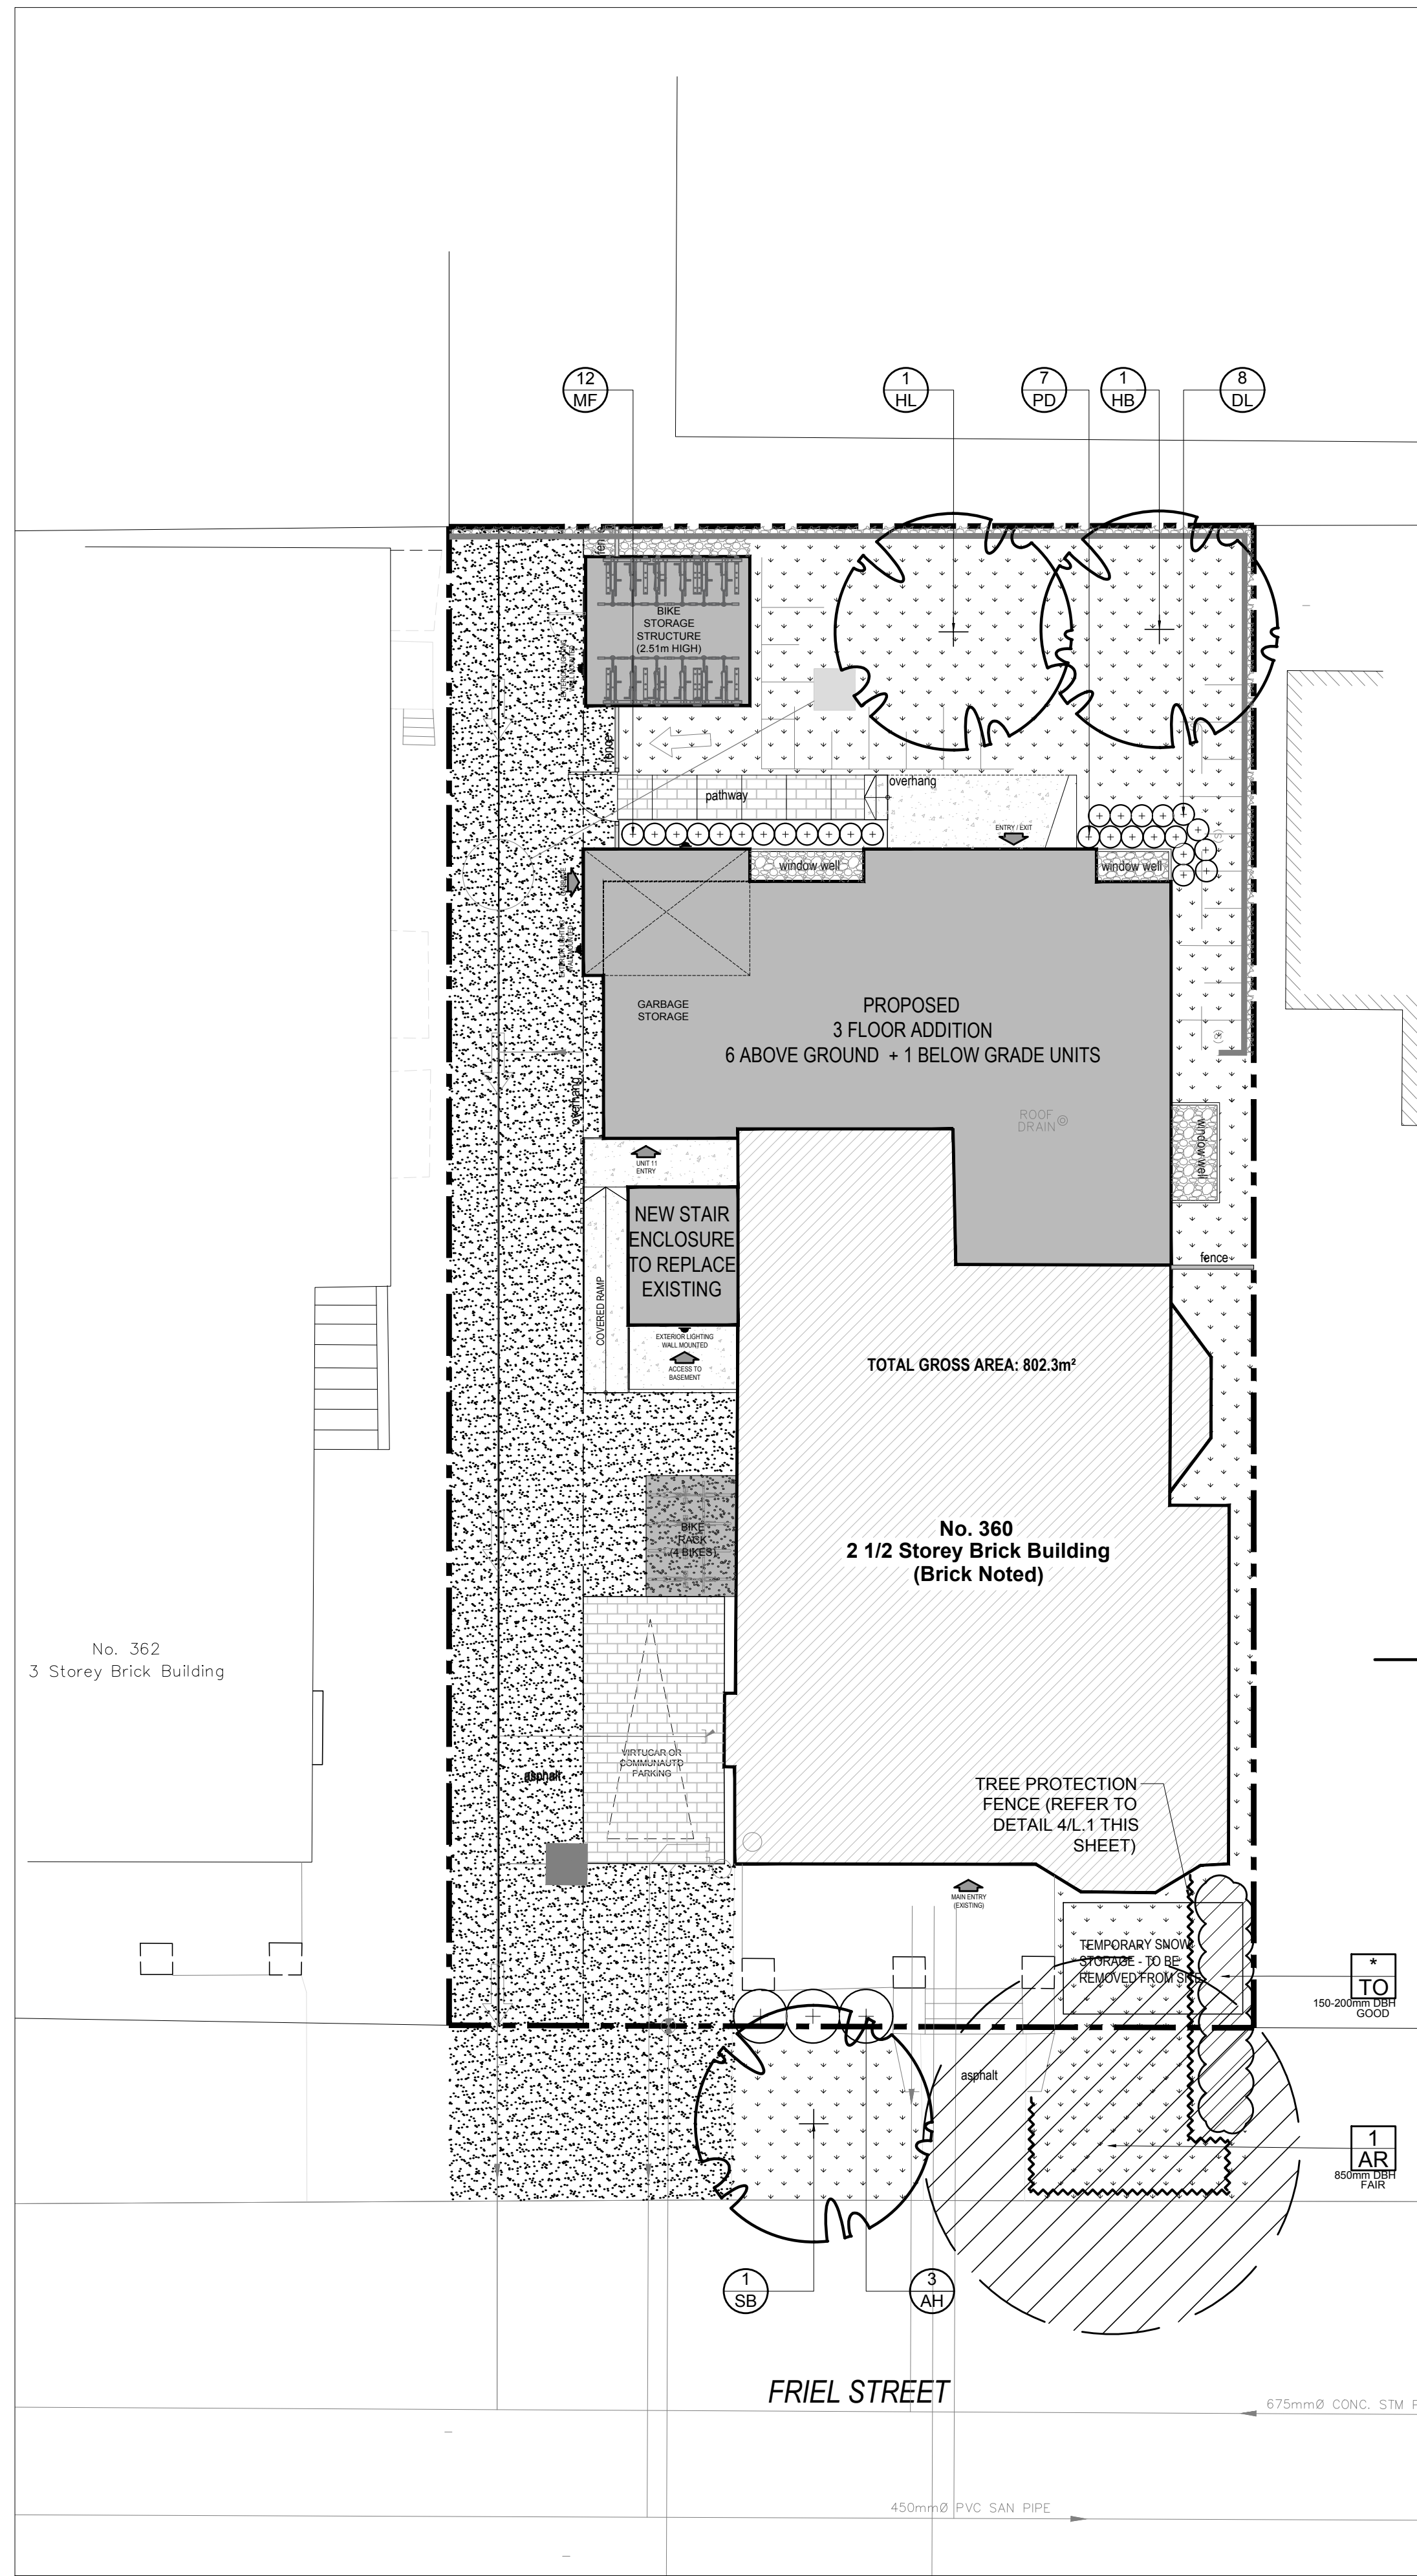 12
MF
1
HL
7
PD
1
HB
8
DL
fence
BIKE
STORAGE
STRUCTURE
(2.51m HIGH)
fence
pathway
overhang
ENTRY / EXIT
window well
window well
GARBAGE
STORAGE
PROPOSED
3 FLOOR ADDITION
6 ABOVE GROUND + 1 BELOW GRADE UNITS
overhang
ROOF
DRAIN
window well
UNIT 11
ENTRY
NEW STAIR
ENCLOSURE
TO REPLACE
EXISTING
fence
COVERED RAMP
EXTERIOR LIGHTING
WALL MOUNTED
ACCESS TO
BASEMENT
TOTAL GROSS AREA: 802.3m²
BIKE
RACK
(4 BIKES)
No. 360
2 1/2 Storey Brick Building
(Brick Noted)
No. 362
3 Storey Brick Building
VIRTUCAR OR
COMMUNAUTO
PARKING
asphalt
TREE PROTECTION
FENCE (REFER TO
DETAIL 4/L.1 THIS
SHEET)
MAIN ENTRY
(EXISTING)
TEMPORARY SNOW
STORAGE - TO BE
REMOVED FROM SITE
*
TO
150-200mm DBH
GOOD
asphalt
1
AR
850mm DBH
FAIR
1
SB
3
AH
FRIEL STREET
675mmØ CONC. STM
450mmØ PVC SAN PIPE